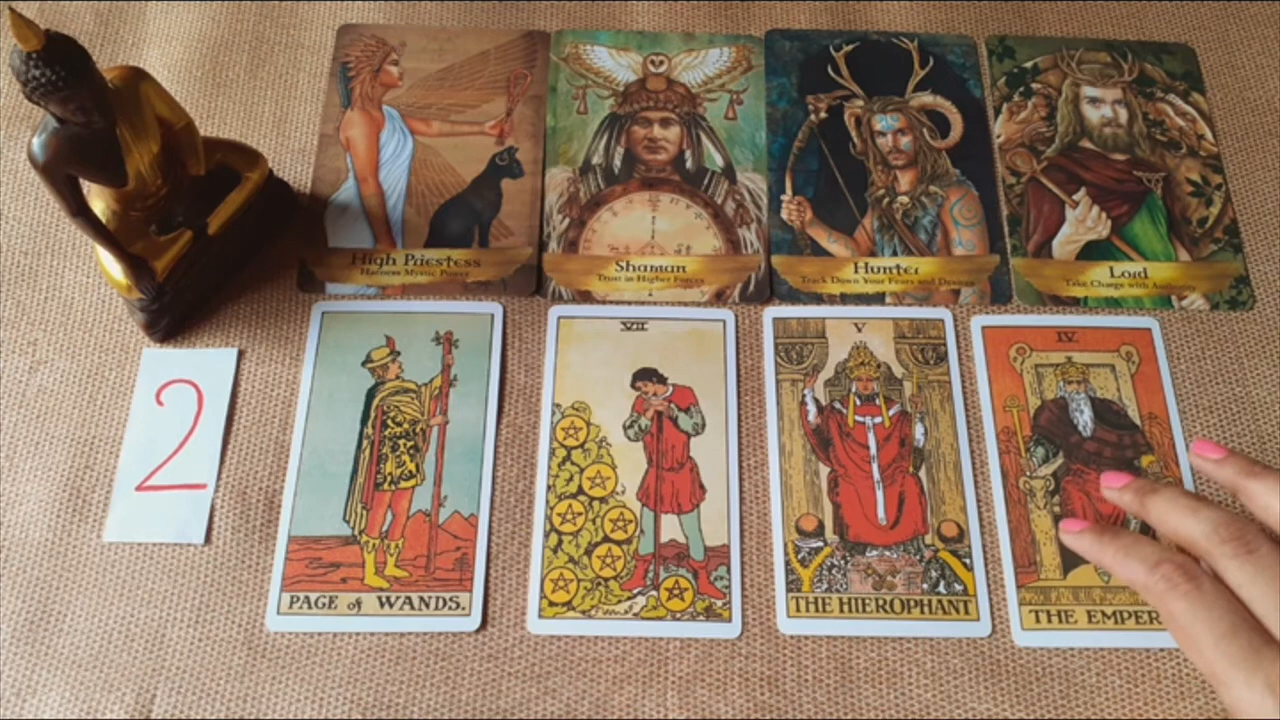 High Priestess
Harness Mystic Power
Shaman
Trust in Higher Forces
Hunter
Track Down Your Fears and Desires
Lord
Take Charge with Authority
2
PAGE of WANDS.
VII
V
THE HIEROPHANT
IV
THE EMPER